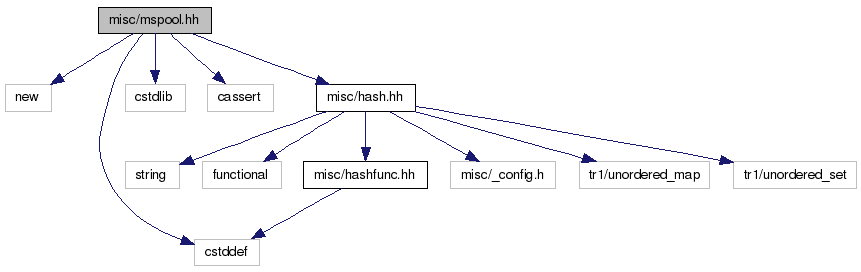 misc/mspool.hh
new
cstdlib
cassert
misc/hash.hh
string
functional
misc/hashfunc.hh
misc/_config.h
tr1/unordered_map
tr1/unordered_set
cstddef